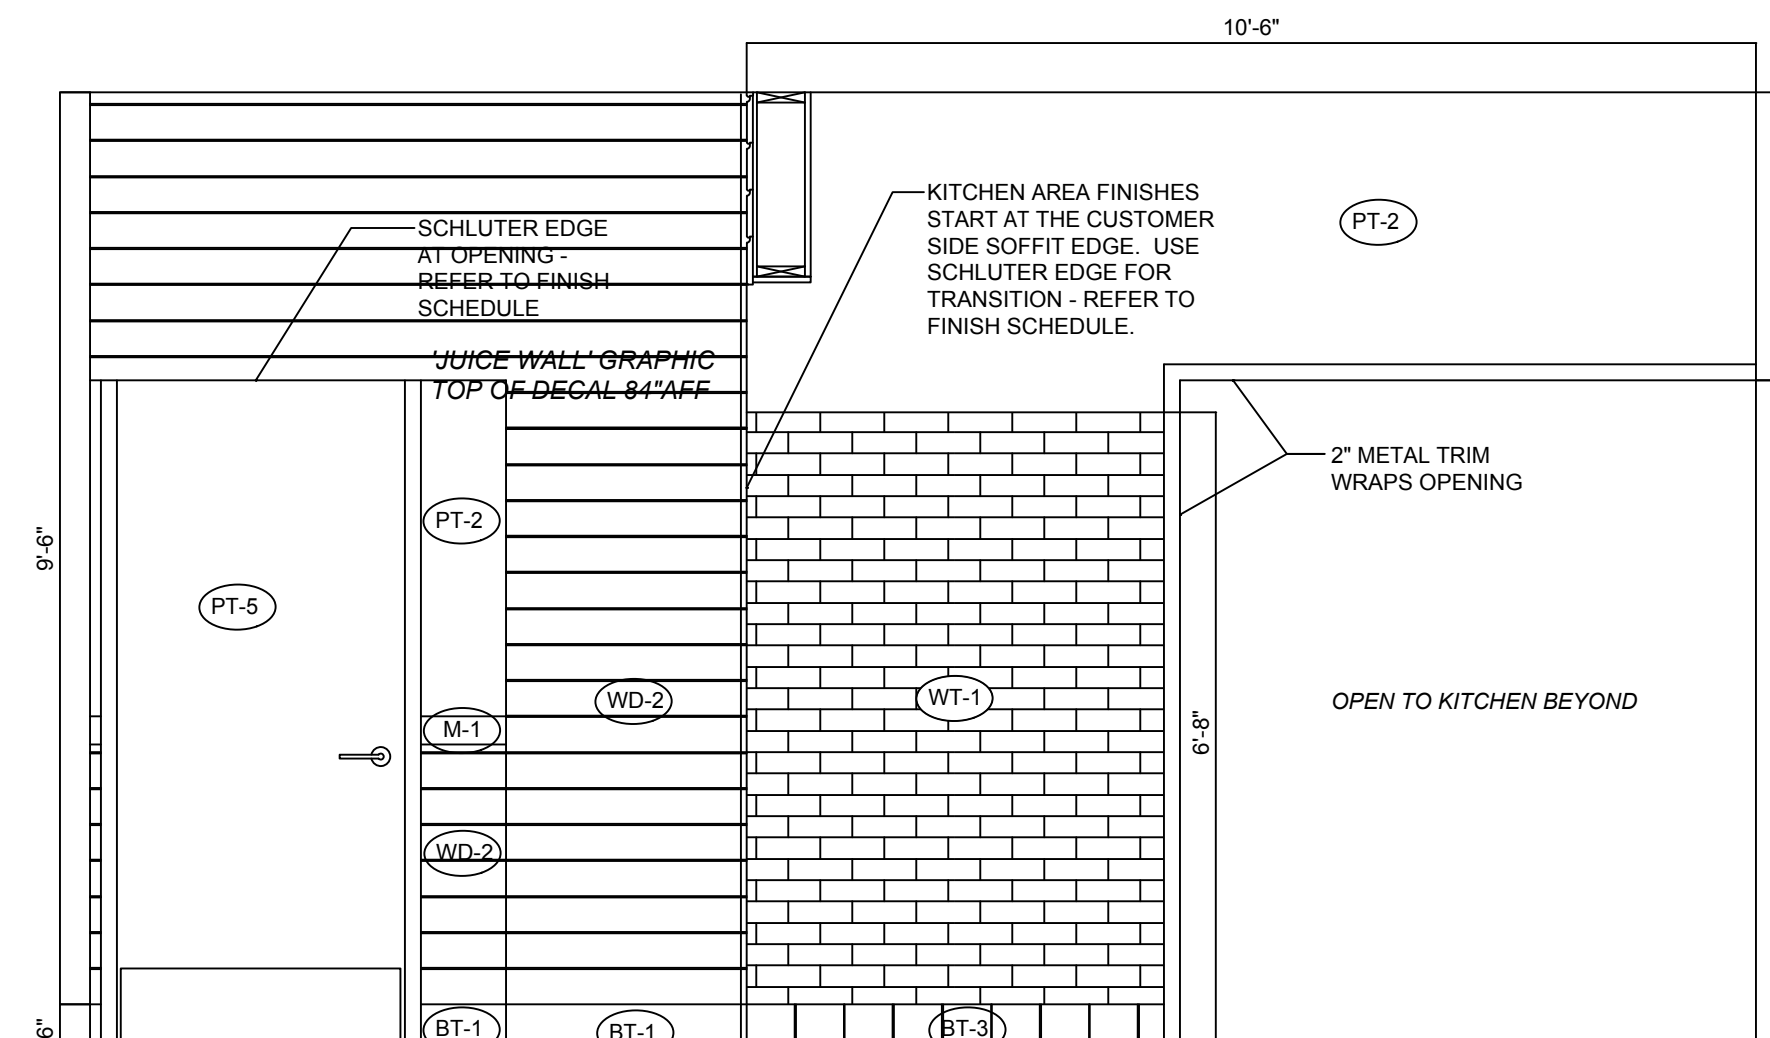 10'-6"
KITCHEN AREA FINISHES
START AT THE CUSTOMER
SIDE SOFFIT EDGE. USE
SCHLUTER EDGE FOR
TRANSITION - REFER TO
FINISH SCHEDULE.
PT-2
SCHLUTER EDGE
AT OPENING -
REFER TO FINISH
SCHEDULE
'JUICE WALL' GRAPHIC
TOP OF DECAL 84"AFF
2" METAL TRIM
WRAPS OPENING
PT-2
9'-6"
PT-5
WD-2
WT-1
OPEN TO KITCHEN BEYOND
M-1
6'-8"
WD-2
BT-1
BT-1
BT-3
6"